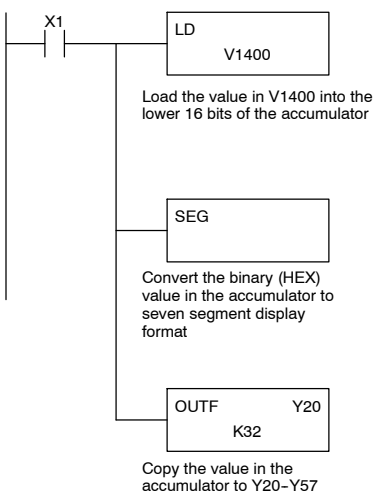 X1
LD
V1400
Load the value in V1400 into the
lower 16 bits of the accumulator
SEG
Convert the binary (HEX)
value in the accumulator to
seven segment display
format
OUTF Y20
K32
Copy the value in the
accumulator to Y20-Y57